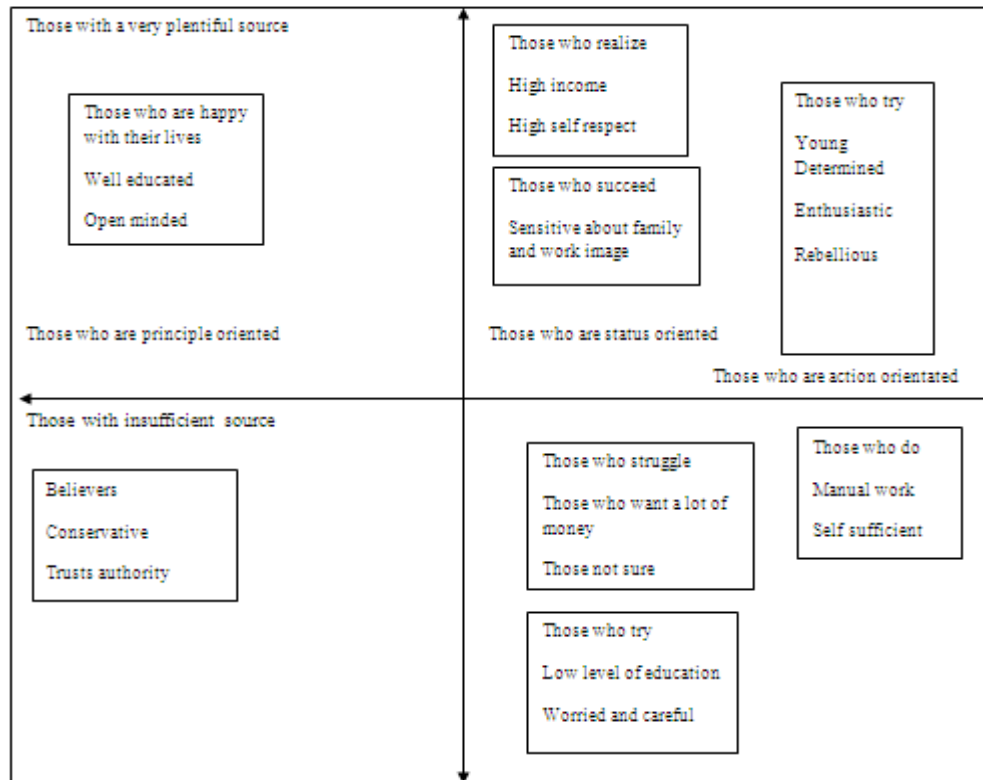 Those with a very plentiful source
Those who are happy
with their lives
Well educated
Open minded
Those who realize
High income
High self respect
Those who succeed
Sensitive about family
and work image
Those who try
Young
Determined
Enthusiastic
Rebellious
Those who are principle oriented
Those who are status oriented
Those who are action orientated
Those with insufficient source
Believers
Conservative
Trusts authority
Those who struggle
Those who want a lot of
money
Those not sure
Those who do
Manual work
Self sufficient
Those who try
Low level of education
Worried and careful